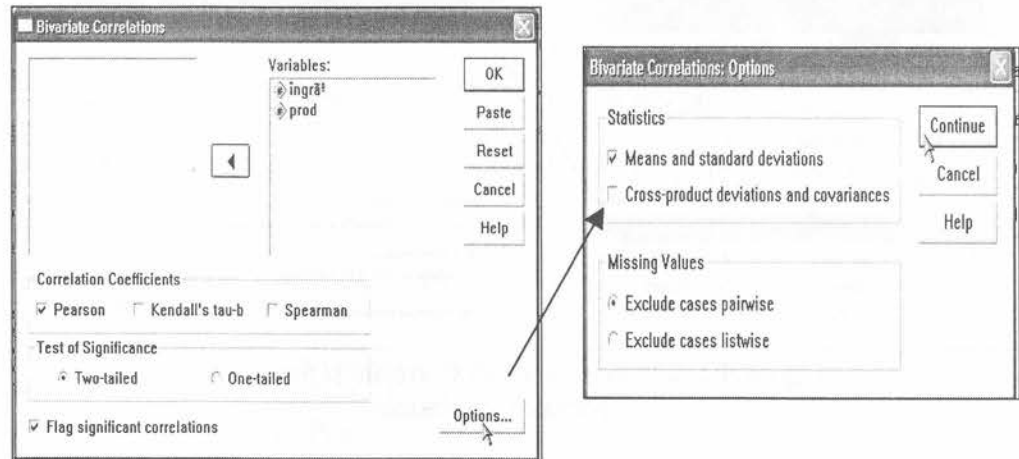 Bivariate Correlations
Variables:
ingrăț
prod
OK
Paste
Reset
Cancel
Help
Correlation Coefficients
Pearson
Kendall's tau-b
Spearman
Test of Significance
Two-tailed
One-tailed
Flag significant correlations
Options...
Bivariate Correlations: Options
Statistics
Means and standard deviations
Cross-product deviations and covariances
Continue
Cancel
Help
Missing Values
Exclude cases pairwise
Exclude cases listwise